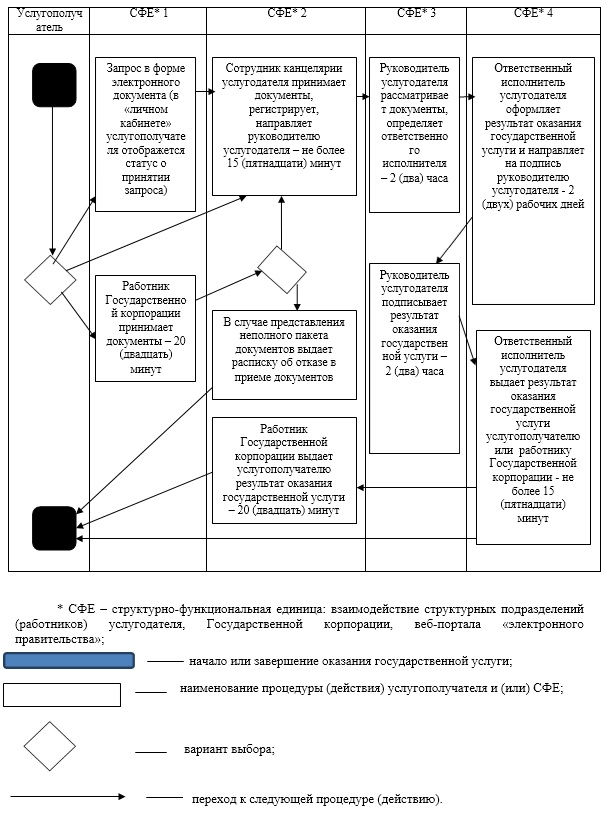 Услугополуч
атель
СФЕ* 1
СФЕ* 2
СФЕ* 3
СФЕ* 4
Запрос в форме
электронного
документа (в
«личном
кабинете»
услугополучате
ля отображется
статус о
принятии
запроса)
Сотрудник канцелярии
услугодателя принимает
документы,
регистрирует,
направляет
руководителю
услугодателя – не более
15 (пятнадцати) минут
Руководитель
услугодателя
рассматривае
т документы,
определяет
ответственно
го
исполнителя
– 2 (два) часа
Ответственный
исполнитель
услугодателя
оформляет
результат оказания
государственной
услуги и направляет
на подпись
руководителю
услугодателя - 2
(двух) рабочих дней
Работник
Государственно
й корпорации
принимает
документы – 20
(двадцать)
минут
В случае представления
неполного пакета
документов выдает
расписку об отказе в
приеме документов
Руководитель
услугодателя
подписывает
результат
оказания
государствен
ной услуги –
2 (два) часа
Ответственный
исполнитель
услугодателя
выдает результат
оказания
государственной
услуги
услугополучателю
или работнику
Государственной
корпорации - не
более 15
(пятнадцати)
минут
Работник
Государственной
корпорации выдает
услугополучателю
результат оказания
государственной услуги
– 20 (двадцать) минут
* СФЕ – структурно-функциональная единица: взаимодействие структурных подразделений
(работников) услугодателя, Государственной корпорации, веб-портала «электронного
правительства»;
начало или завершение оказания государственной услуги;
наименование процедуры (действия) услугополучателя и (или) СФЕ;
вариант выбора;
переход к следующей процедуре (действию).